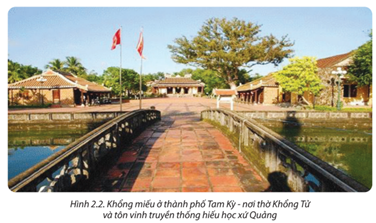 Hình 2.2. Khổng miếu ở thành phố Tam Kỳ - nơi thờ Khổng Tử
và tôn vinh truyền thống hiếu học xứ Quảng